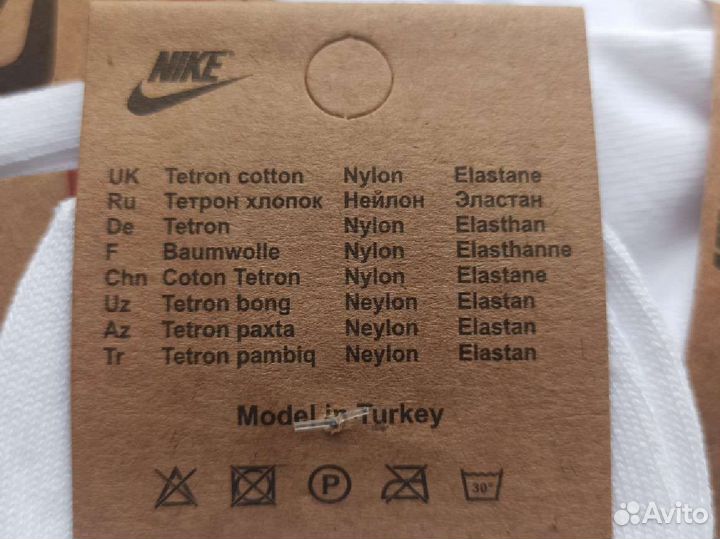 NIKE
UK Tetron cotton Nylon Elastane
Ru Тетрон хлопок Нейлон Эластан
De Tetron Nylon Elasthan
F Baumwolle Nylon Elasthanne
Chn Coton Tetron Nylon Elastane
Uz Tetron bong Neylon Elastan
Az Tetron paxta Neylon Elastan
Tr Tetron pambiq Neylon Elastan
Model in Turkey
P 30°
Avito